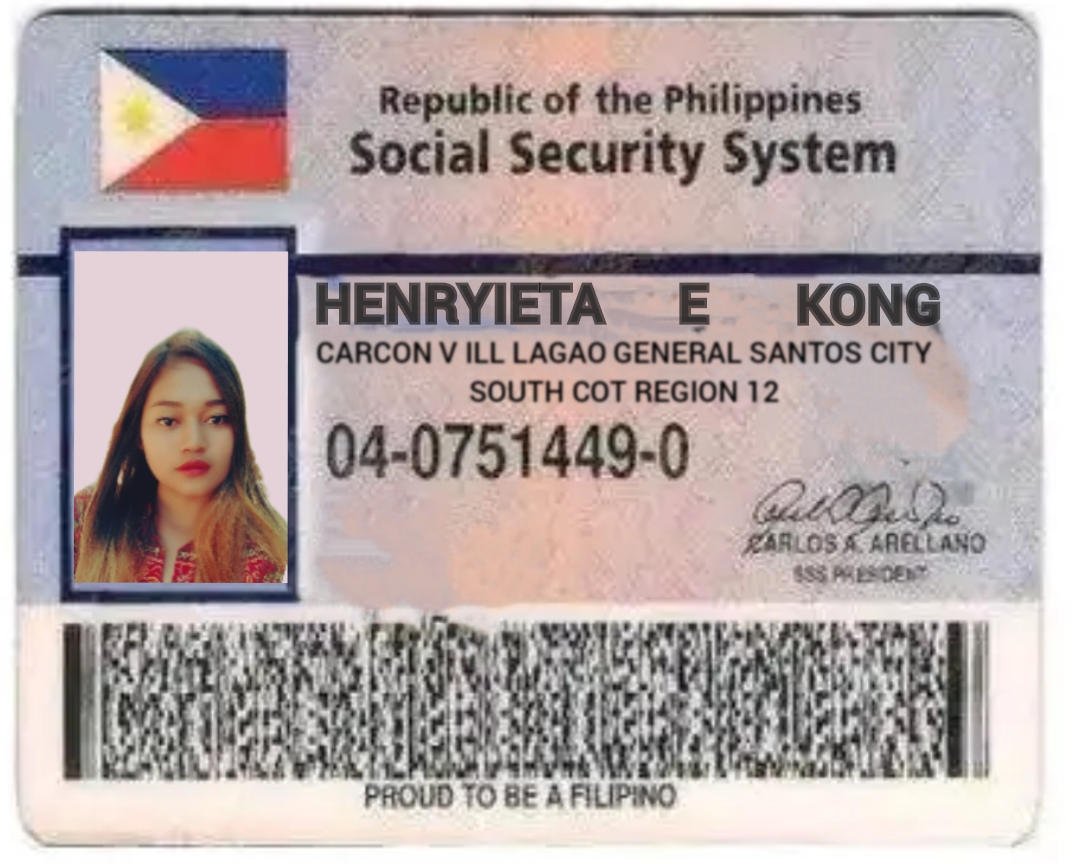 Republic of the Philippines
Social Security System
HENRYIETA E KONG
CARCON V ILL LAGAO GENERAL SANTOS CITY
SOUTH COT REGION 12
04-0751449-0
CARLOS A. ARELLANO
SSS PRESIDENT
PROUD TO BE A FILIPINO